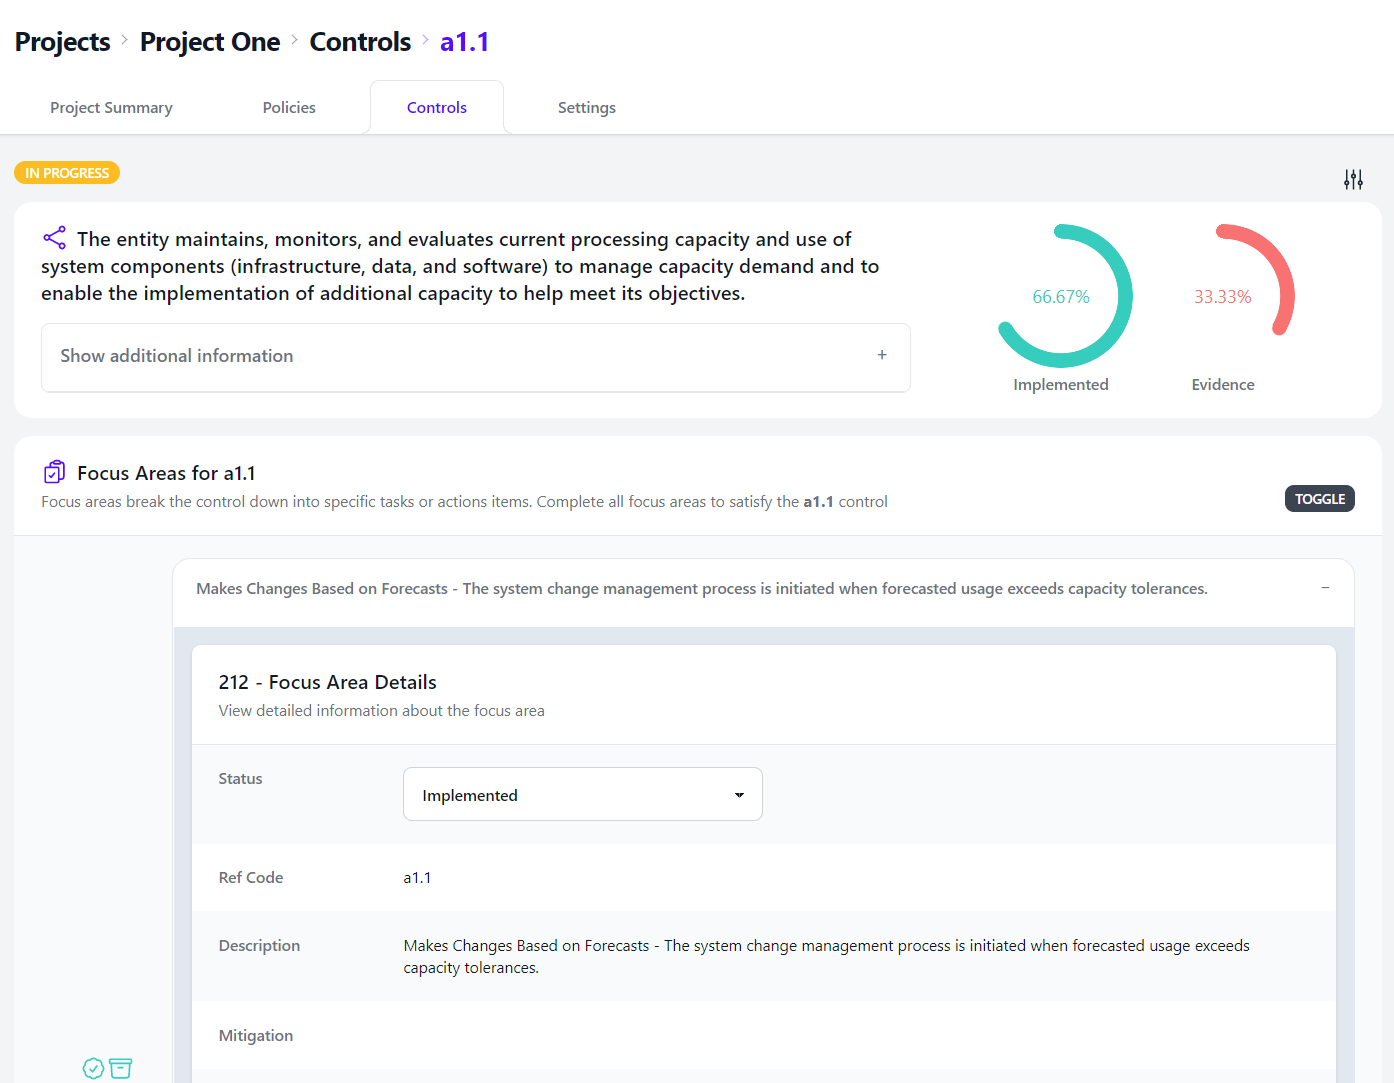 Projects > Project One > Controls > a1.1
Project Summary Policies Controls Settings
IN PROGRESS
The entity maintains, monitors, and evaluates current processing capacity and use of
system components (infrastructure, data, and software) to manage capacity demand and to
enable the implementation of additional capacity to help meet its objectives.
Show additional information +
66.67%
Implemented
33.33%
Evidence
Focus Areas for a1.1
Focus areas break the control down into specific tasks or actions items. Complete all focus areas to satisfy the a1.1 control
TOGGLE
Makes Changes Based on Forecasts - The system change management process is initiated when forecasted usage exceeds capacity tolerances. −
212 - Focus Area Details
View detailed information about the focus area
Status Implemented
Ref Code a1.1
Description Makes Changes Based on Forecasts - The system change management process is initiated when forecasted usage exceeds
capacity tolerances.
Mitigation